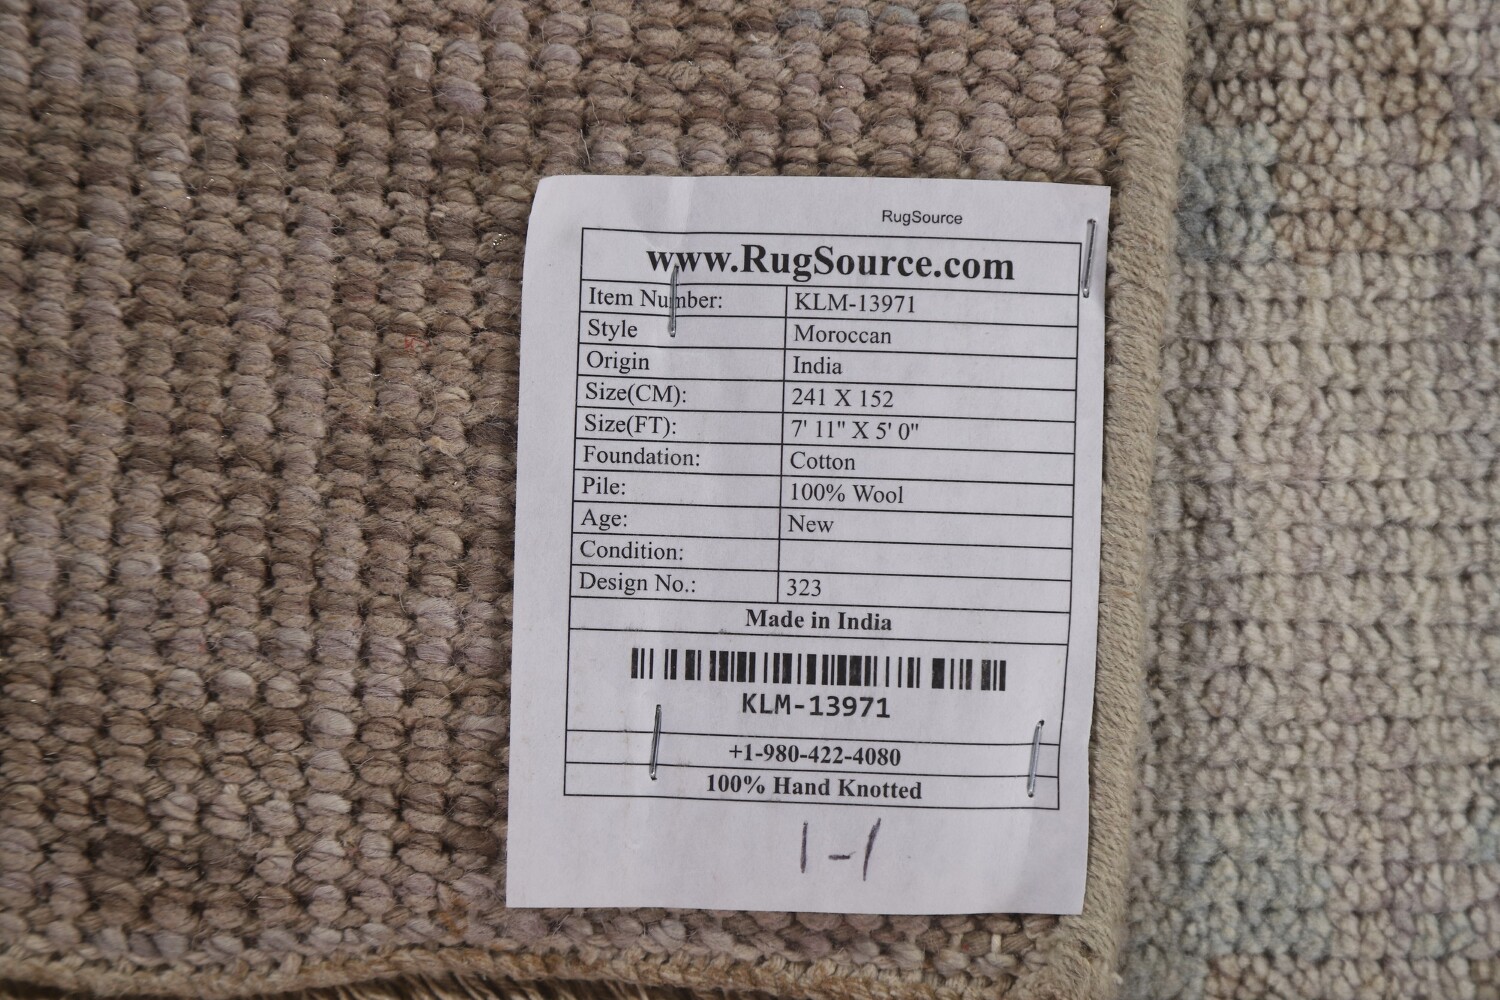 RugSource
www.RugSource.com
Item Number: KLM-13971
Style Moroccan
Origin India
Size(CM): 241 X 152
Size(FT): 7' 11" X 5' 0"
Foundation: Cotton
Pile: 100% Wool
Age: New
Condition:
Design No.: 323
Made in India
KLM-13971
+1-980-422-4080
100% Hand Knotted
1-1